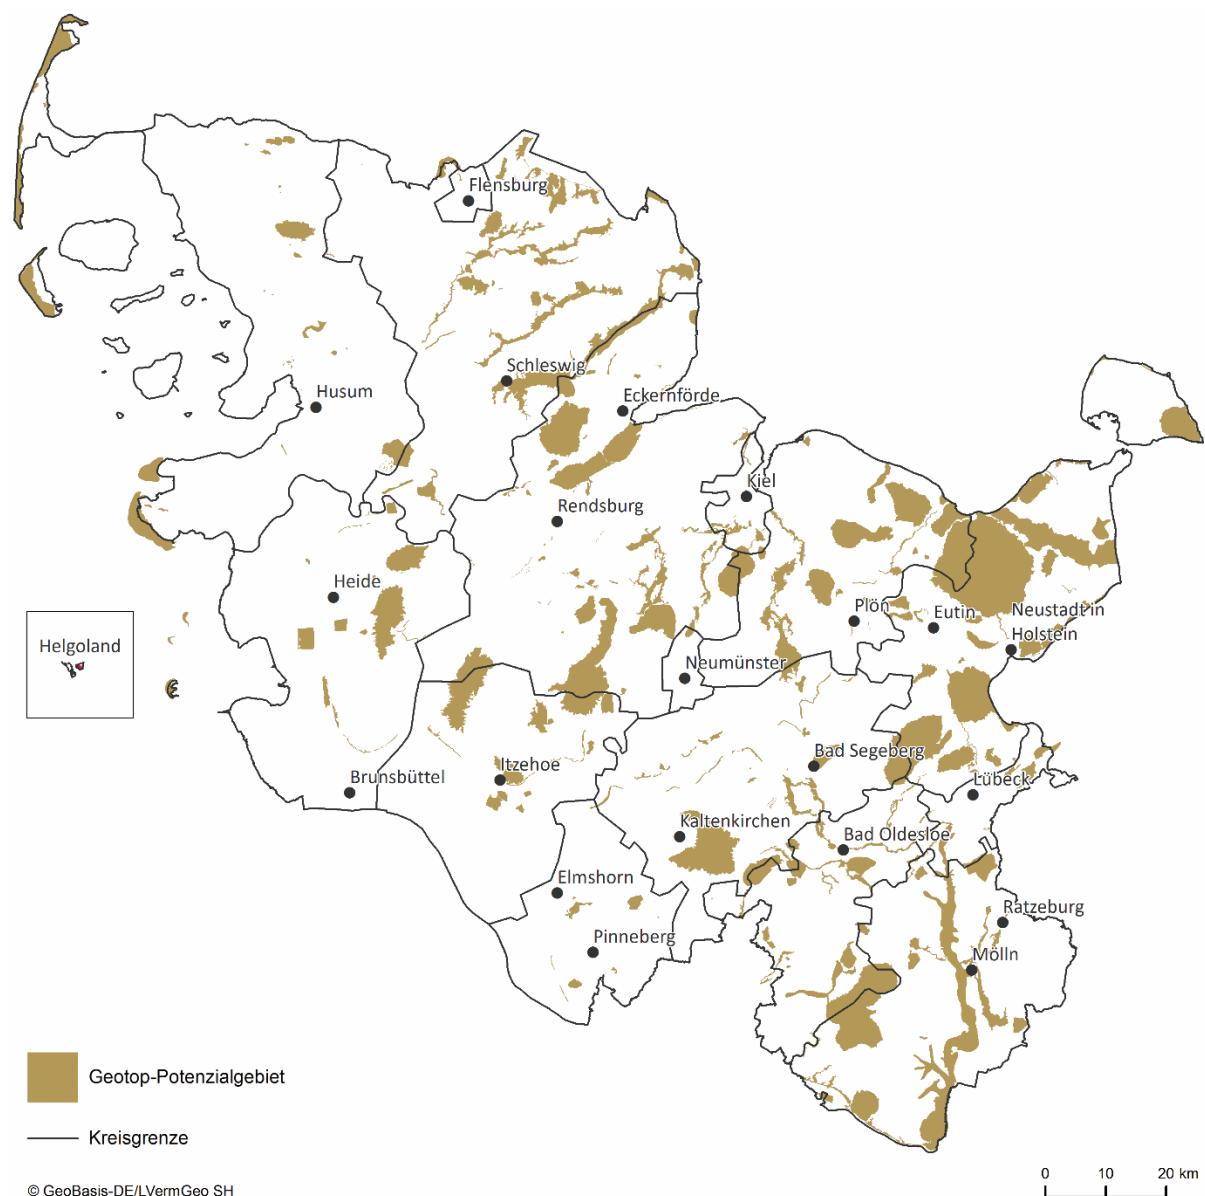 Flensburg
Schleswig
Husum
Eckernförde
Kiel
Rendsburg
Heide
Plön
Eutin
Neustadt in
Holstein
Helgoland
Neumünster
Bad Segeberg
Itzehoe
Brunsbüttel
Lübeck
Kaltenkirchen
Bad Oldesloe
Elmshorn
Ratzeburg
Pinneberg
Mölln
Geotop-Potenzialgebiet
Kreisgrenze
0 10 20 km
© GeoBasis-DE/LVermGeo SH